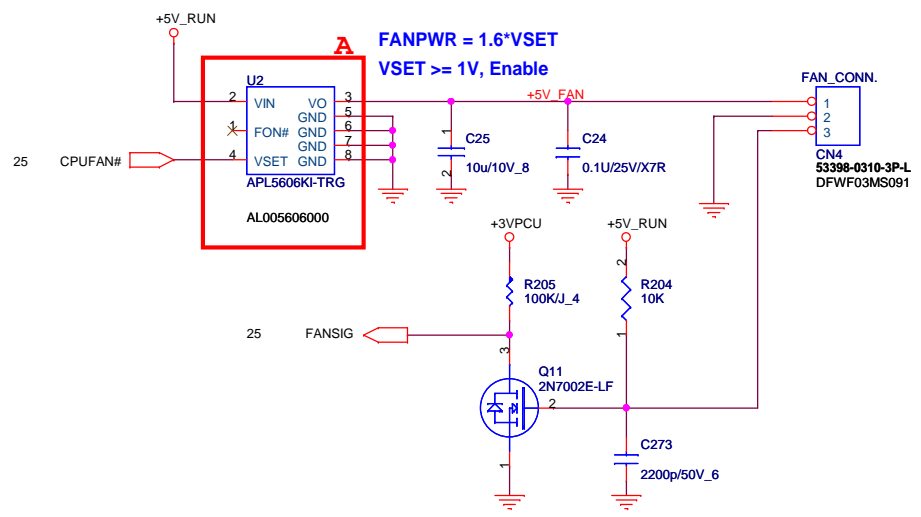 +5V_RUN
A
FANPWR = 1.6*VSET
VSET >= 1V, Enable
U2
2 VIN VO 3
GND 5
1 FON# GND 6
GND 7
4 VSET GND 8
APL5606KI-TRG
AL005606000
25 CPUFAN#
+5V_FAN
1
C25
10u/10V_8
2
C24
0.1U/25V/X7R
FAN_CONN.
1
2
3
CN4
53398-0310-3P-L
DFWF03MS091
+3VPCU
+5V_RUN
R205
100K/J_4
2
R204
10K
1
25 FANSIG
3
Q11
2N7002E-LF
2
1
C273
2200p/50V_6